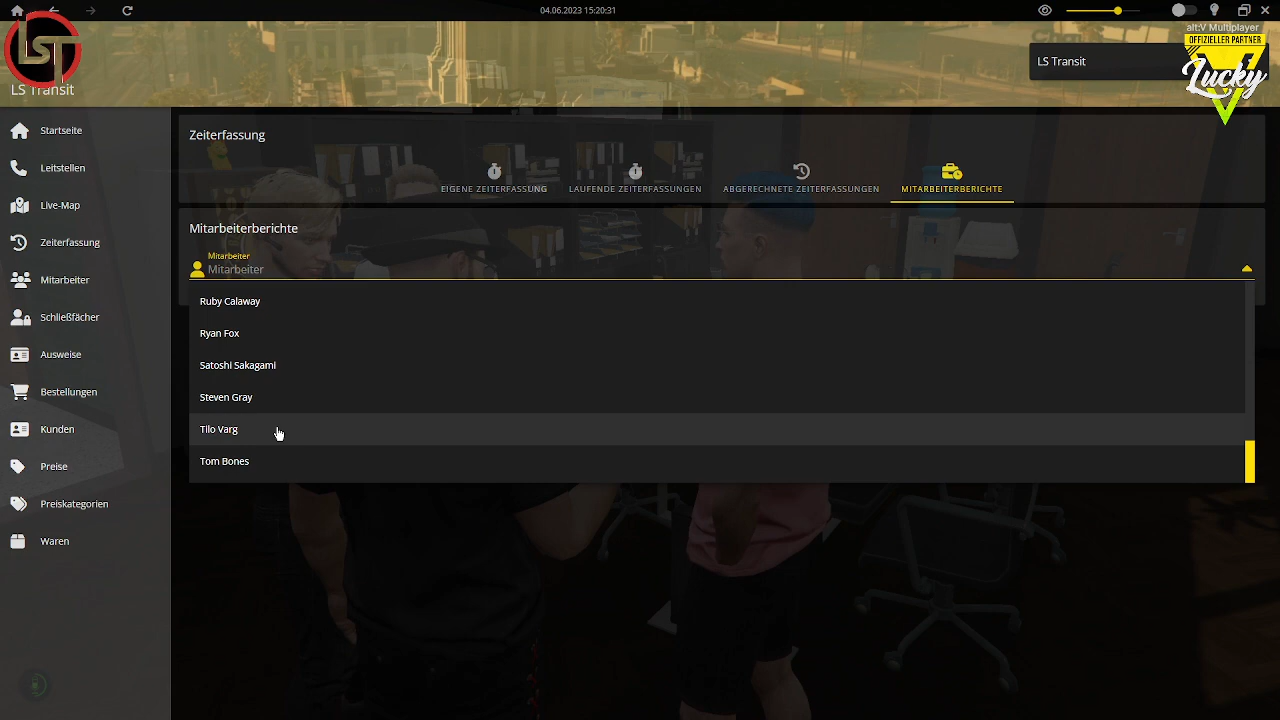 04.06.2023 15:20:31
alt:V Multiplayer
OFFIZIELLER PARTNER
Lucky
V
LST
LS Transit
LS Transit
Startseite
Leitstellen
Live-Map
Zeiterfassung
Mitarbeiter
Schließfächer
Ausweise
Bestellungen
Kunden
Preise
Preiskategorien
Waren
Zeiterfassung
EIGENE ZEITERFASSUNG
LAUFENDE ZEITERFASSUNGEN
ABGERECHNETE ZEITERFASSUNGEN
MITARBEITERBERICHTE
Mitarbeiterberichte
Mitarbeiter
Mitarbeiter
Ruby Calaway
Ryan Fox
Satoshi Sakagami
Steven Gray
Tilo Varg
Tom Bones